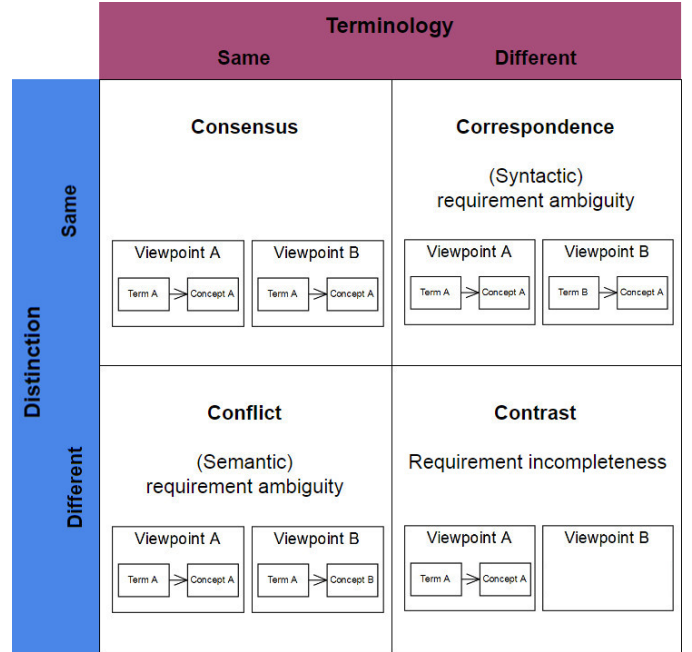 Terminology
Same Different
Distinction
Same
Different
Consensus
Viewpoint A
Term A
Concept A
Viewpoint B
Term A
Concept A
Correspondence
(Syntactic)
requirement ambiguity
Viewpoint A
Term A
Concept A
Viewpoint B
Term B
Concept A
Conflict
(Semantic)
requirement ambiguity
Viewpoint A
Term A
Concept A
Viewpoint B
Term A
Concept B
Contrast
Requirement incompleteness
Viewpoint A
Term A
Concept A
Viewpoint B